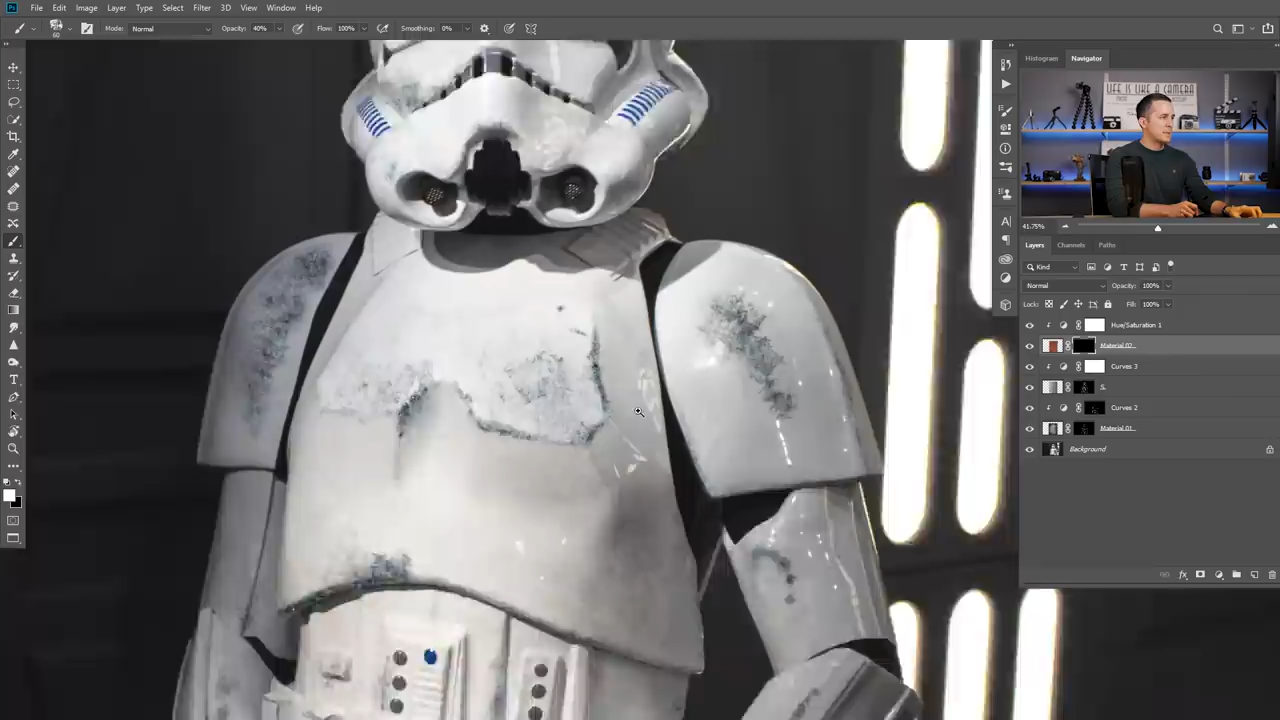 Ps File Edit Image Layer Type Select Filter 3D View Window Help
60 Mode: Normal Opacity: 40% Flow: 100% Smoothing: 0%
Histogram Navigator
LIFE IS LIKE A CAMERA
41.75%
Layers Channels Paths
Kind
Normal Opacity: 100%
Lock: Fill: 100%
Hue/Saturation 1
Material 02
Curves 3
Curves 2
Material 01
Background